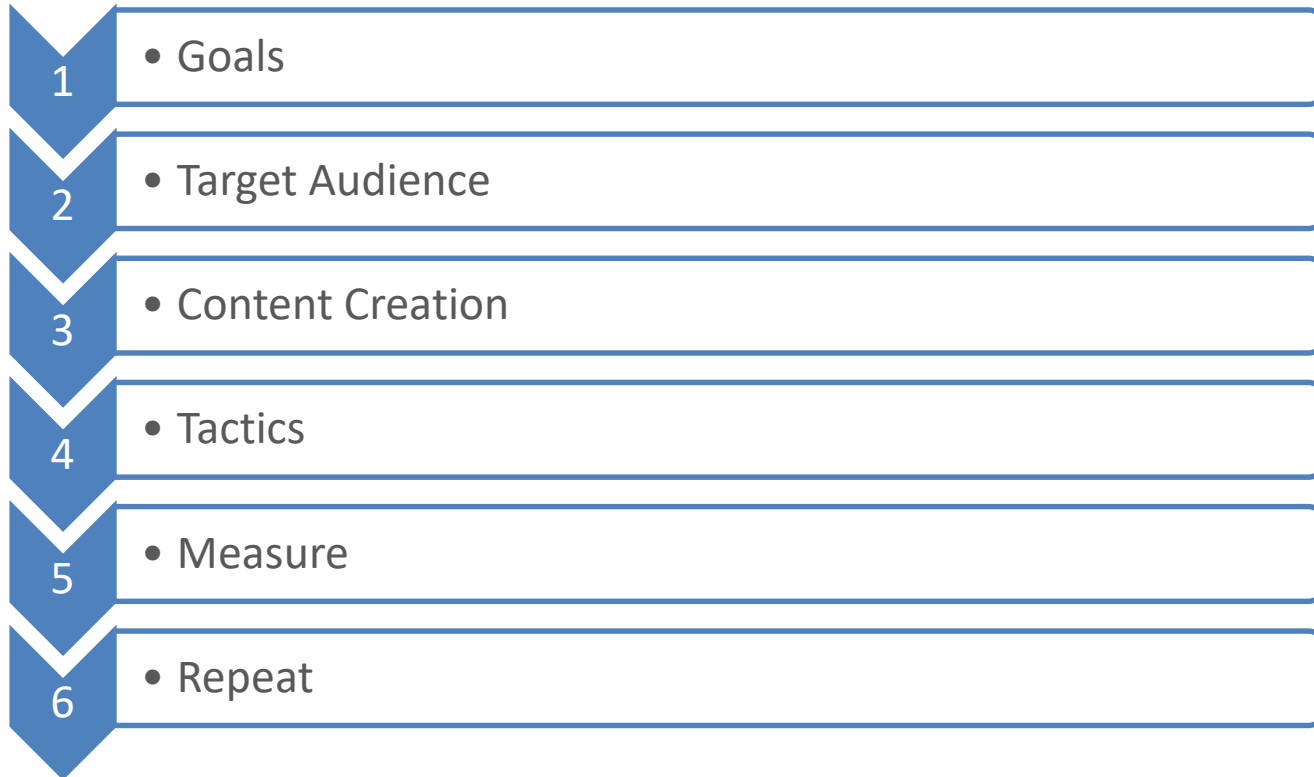 1
• Goals
2
• Target Audience
3
• Content Creation
4
• Tactics
5
• Measure
6
• Repeat